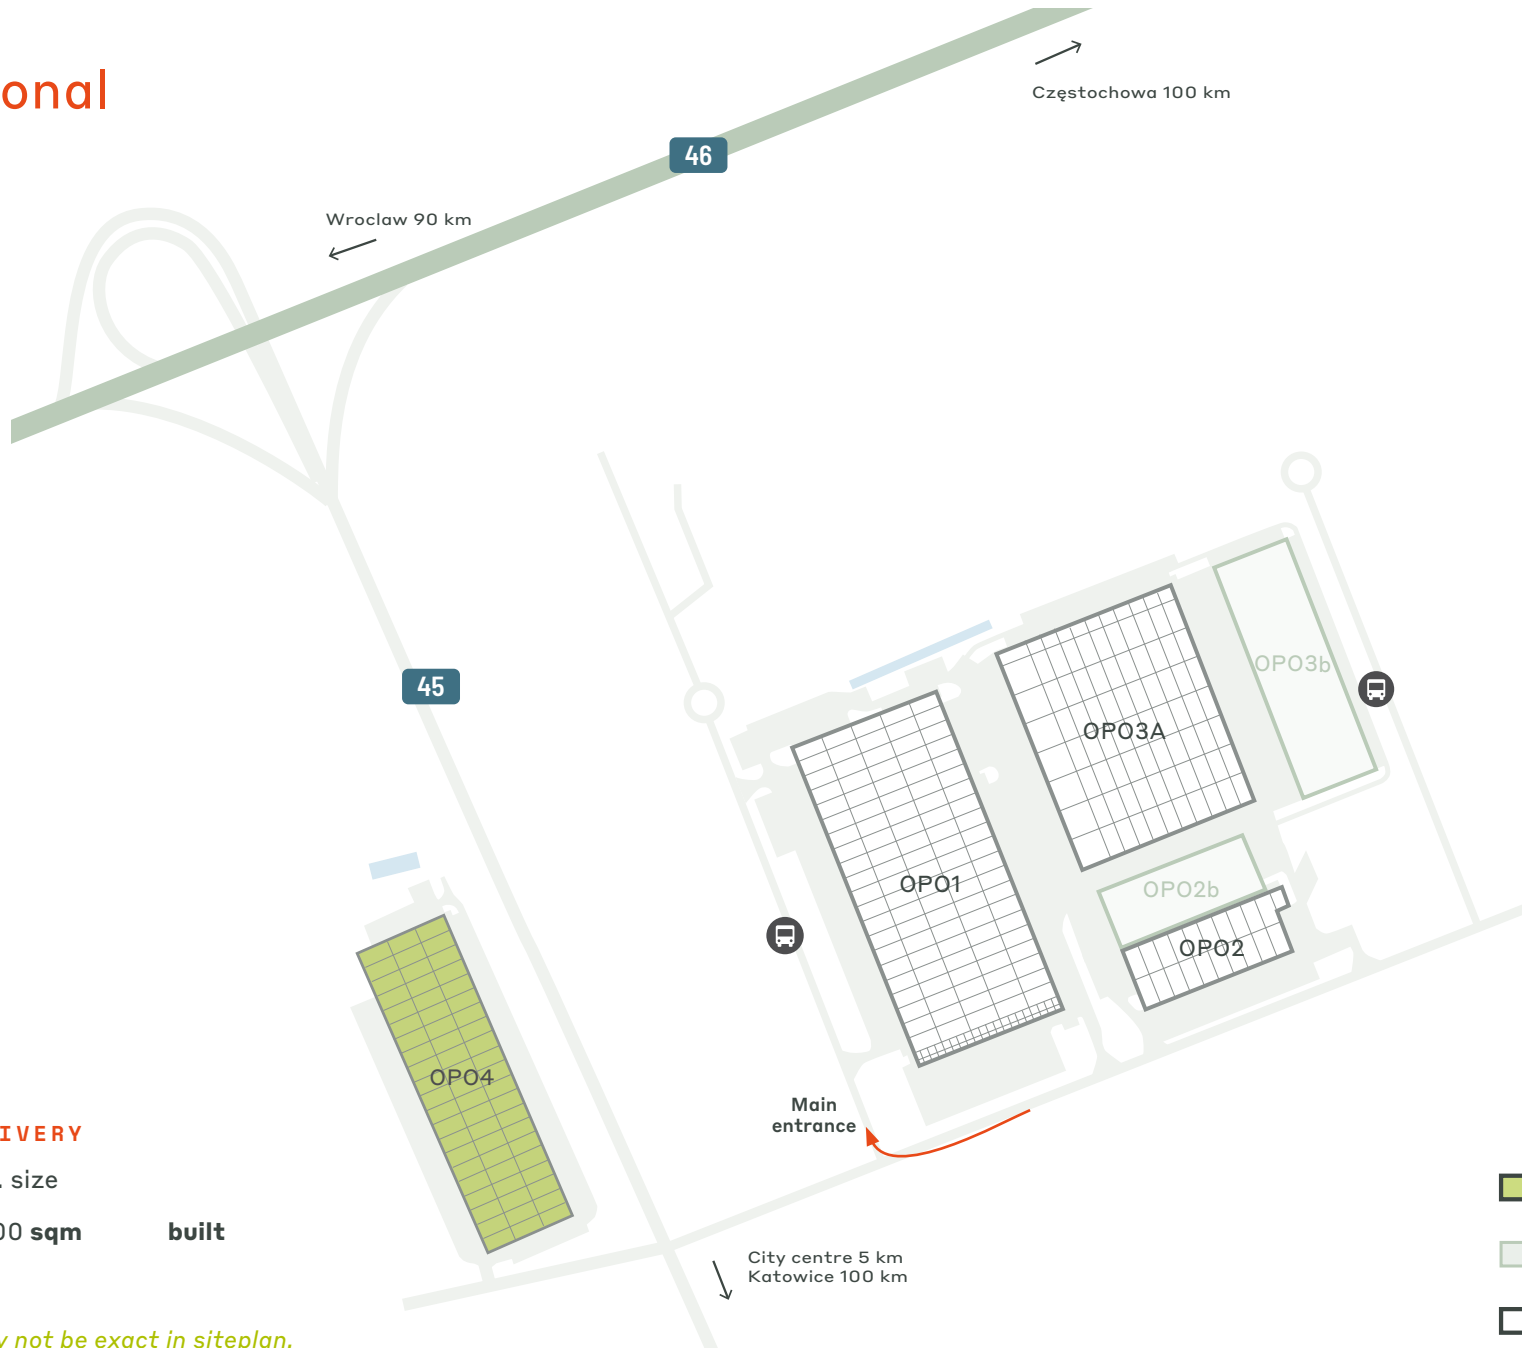 onal
Częstochowa 100 km
46
Wroclaw 90 km
45
OPO3b
OPO3A
OPO1
OPO2b
OPO2
OPO4
Main
entrance
IVERY
. size
00 sqm built
City centre 5 km
Katowice 100 km
y not be exact in siteplan.